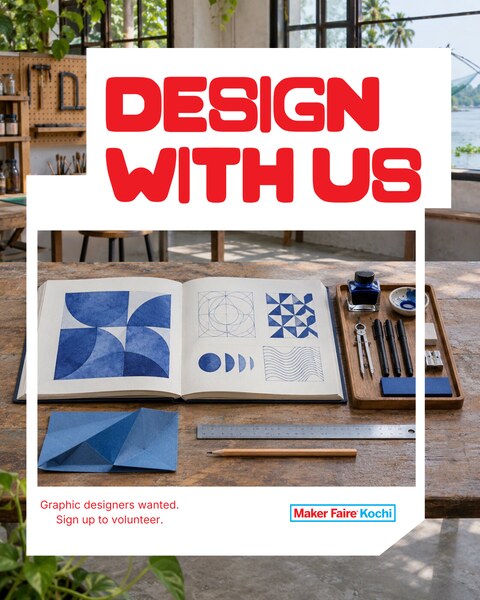 DESIGN
WITH US
Graphic designers wanted.
Sign up to volunteer.
Maker Faire Kochi